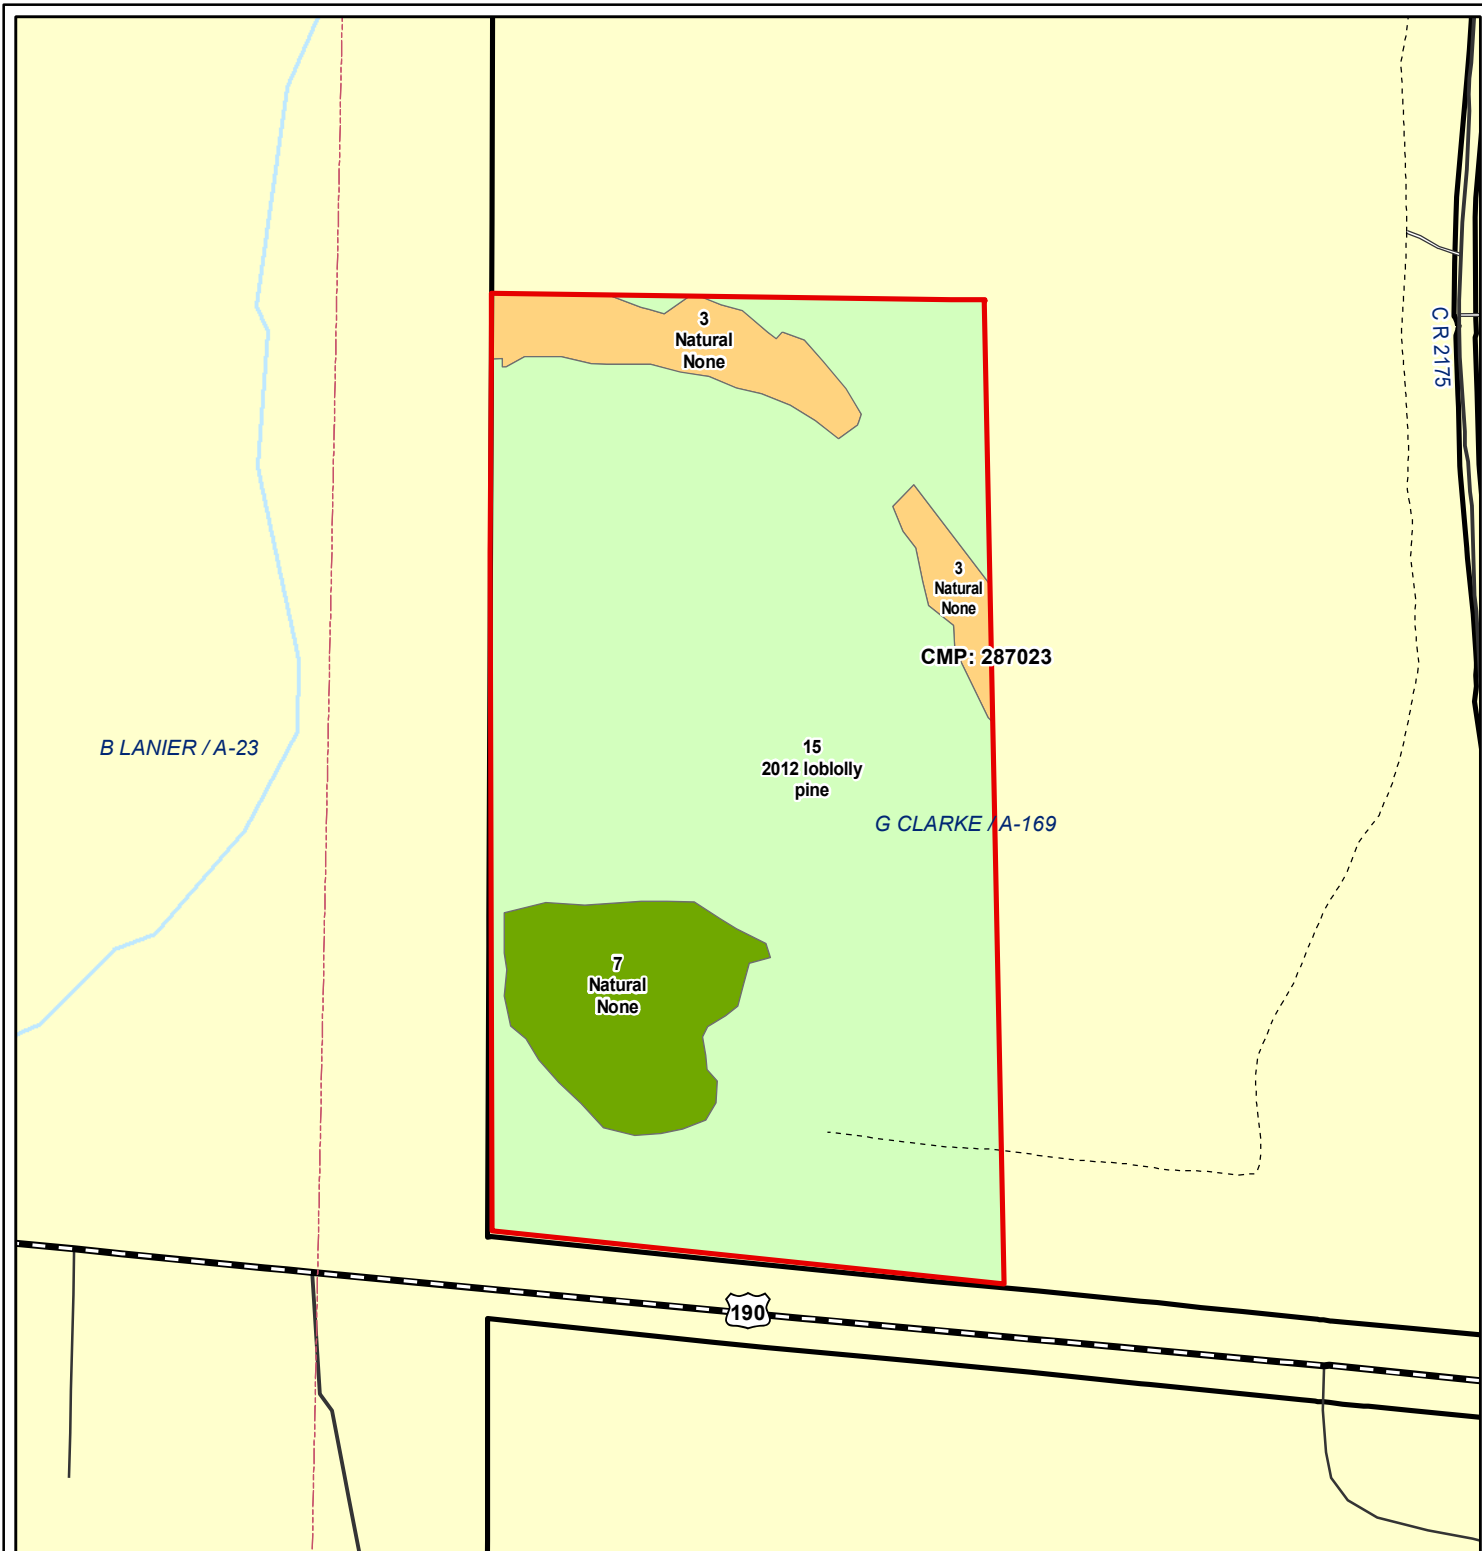 3
Natural
None
C R 2175
3
Natural
None
CMP: 287023
B LANIER / A-23
15
2012 loblolly
pine
G CLARKE / A-169
7
Natural
None
190